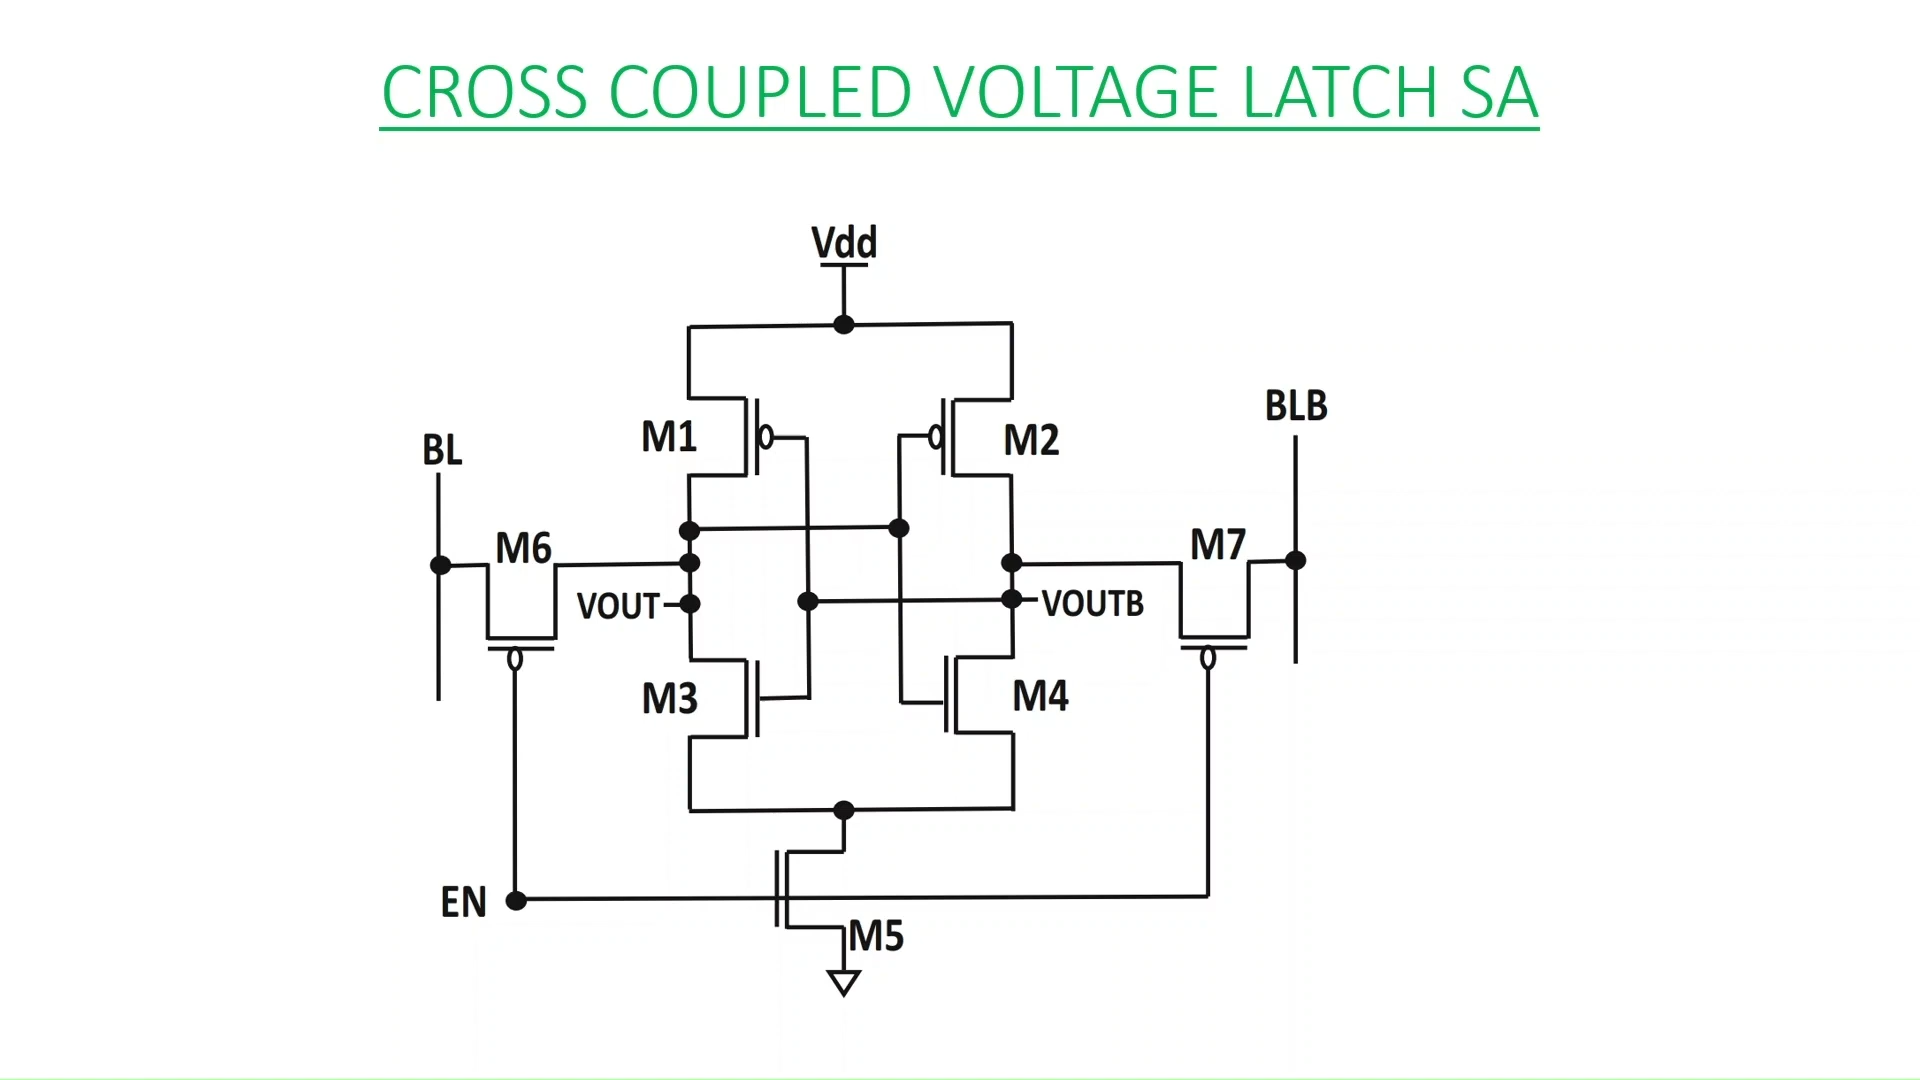 CROSS COUPLED VOLTAGE LATCH SA
Vdd
BLB
M1
M2
BL
M6
M7
VOUT
VOUTB
M3
M4
EN
M5